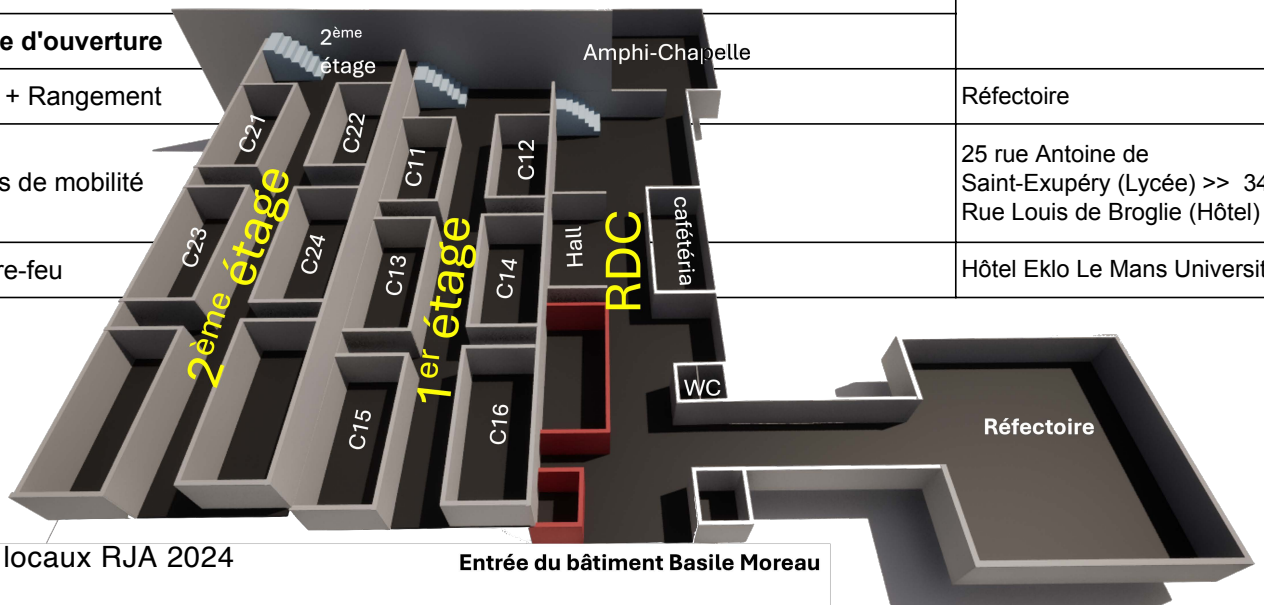 e d'ouverture
2ème
étage
Amphi-Chapelle
+ Rangement
Réfectoire
C21
C22
C11
C12
25 rue Antoine de
s de mobilité
Saint-Exupéry (Lycée) >> 34
Rue Louis de Broglie (Hôtel)
C23
C24
2ème étage
C13
C14
1er étage
Hall
RDC
cafétéria
re-feu
Hôtel Eklo Le Mans Universit
WC
C15
C16
Réfectoire
locaux RJA 2024
Entrée du bâtiment Basile Moreau